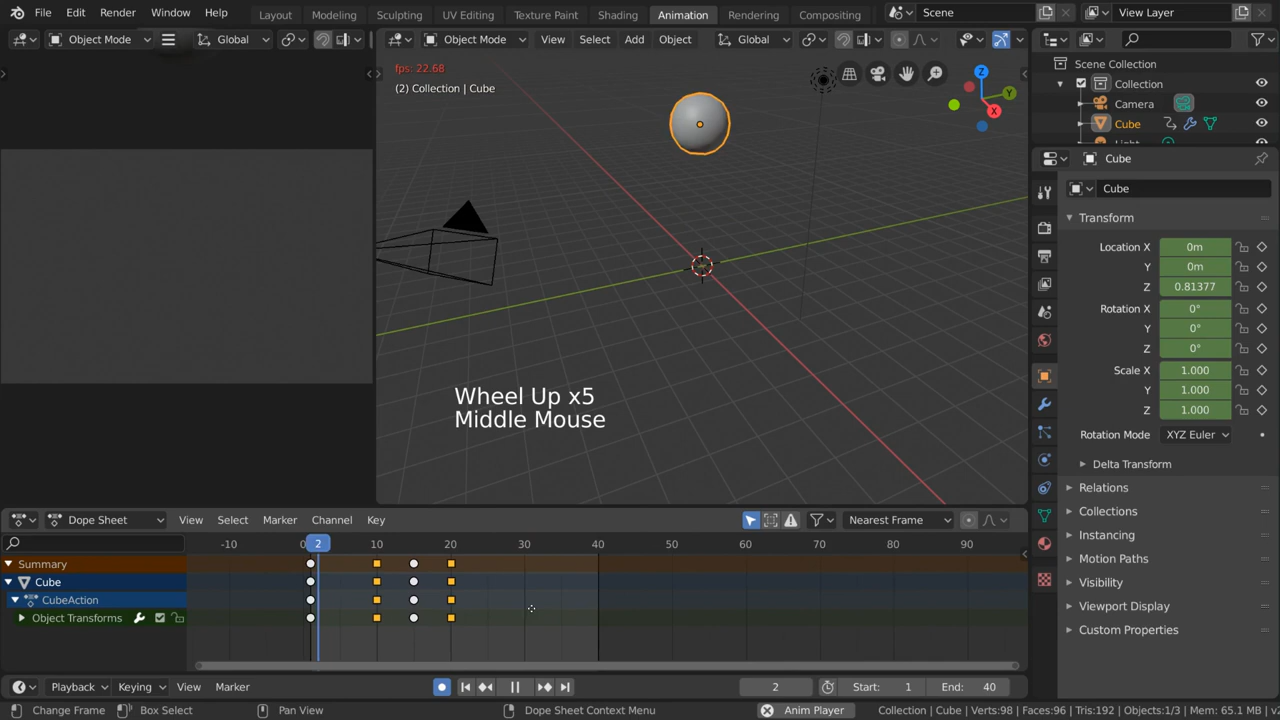 File Edit Render Window Help Layout Modeling Sculpting UV Editing Texture Paint Shading Animation Rendering Compositing Scene View Layer
Object Mode Global Object Mode View Select Add Object Global
fps: 22.68
(2) Collection | Cube
Z
Y
X
Wheel Up x5
Middle Mouse
Scene Collection
Collection
Camera
Cube
Light
Cube
Cube
Transform
Location X 0m
Y 0m
Z 0.81377
Rotation X 0°
Y 0°
Z 0°
Scale X 1.000
Y 1.000
Z 1.000
Rotation Mode XYZ Euler
Delta Transform
Relations
Collections
Instancing
Motion Paths
Visibility
Viewport Display
Custom Properties
Dope Sheet View Select Marker Channel Key Nearest Frame
-10 0 2 10 20 30 40 50 60 70 80 90
Summary
Cube
CubeAction
Object Transforms
Playback Keying View Marker 2 Start: 1 End: 40
Change Frame Box Select Pan View Dope Sheet Context Menu Anim Player Collection | Cube | Verts:98 | Faces:96 | Tris:192 | Objects:1/3 | Mem: 65.1 MB | v2